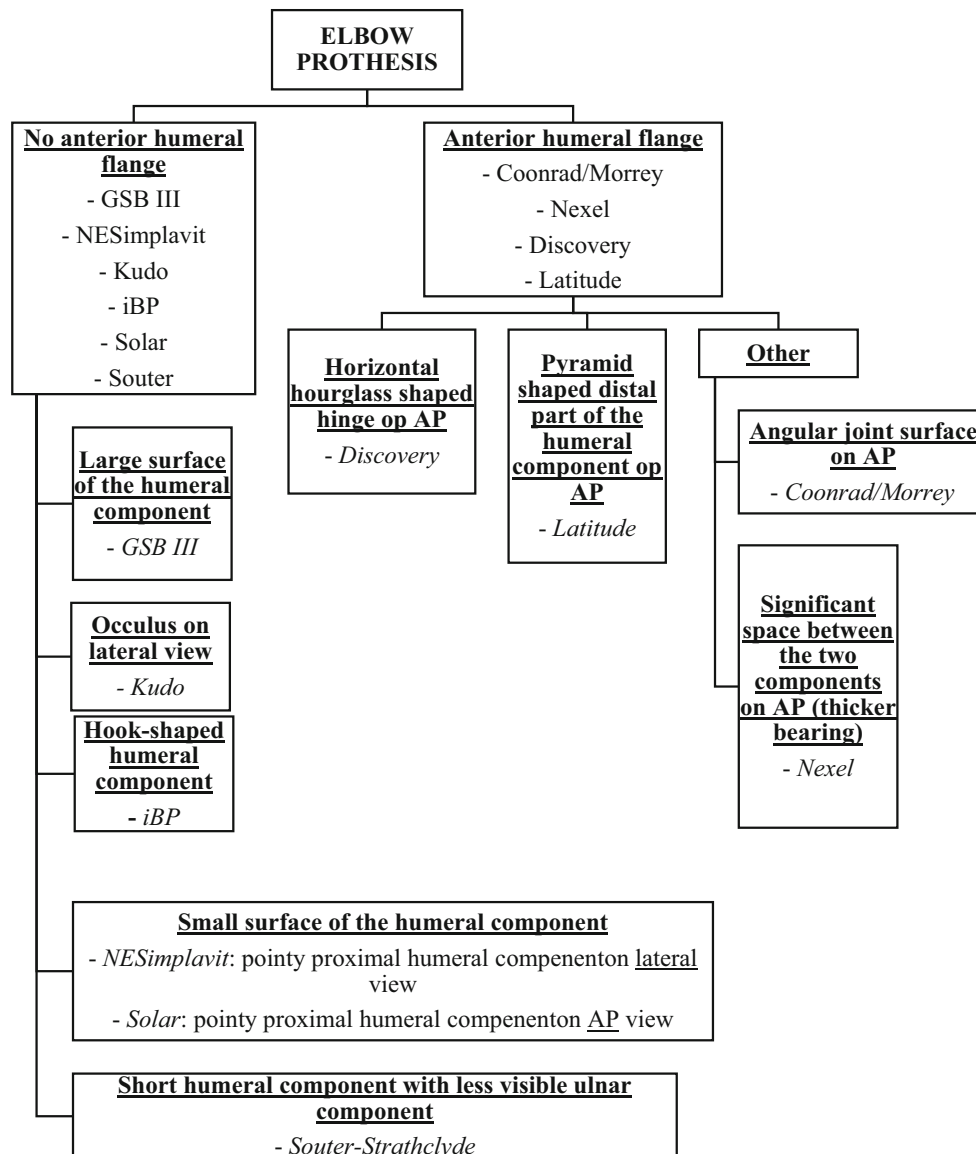 ELBOW
PROTHESIS
No anterior humeral
flange
- GSB III
- NESimplavit
- Kudo
- iBP
- Solar
- Souter
Anterior humeral flange
- Coonrad/Morrey
- Nexel
- Discovery
- Latitude
Horizontal
hourglass shaped
hinge op AP
- Discovery
Pyramid
shaped distal
part of the
humeral
component op
AP
- Latitude
Other
Angular joint surface
on AP
- Coonrad/Morrey
Significant
space between
the two
components
on AP (thicker
bearing)
- Nexel
Large surface
of the humeral
component
- GSB III
Occulus on
lateral view
- Kudo
Hook-shaped
humeral
component
- iBP
Small surface of the humeral component
- NESimplavit: pointy proximal humeral compenenton lateral
view
- Solar: pointy proximal humeral compenenton AP view
Short humeral component with less visible ulnar
component
- Souter-Strathclyde